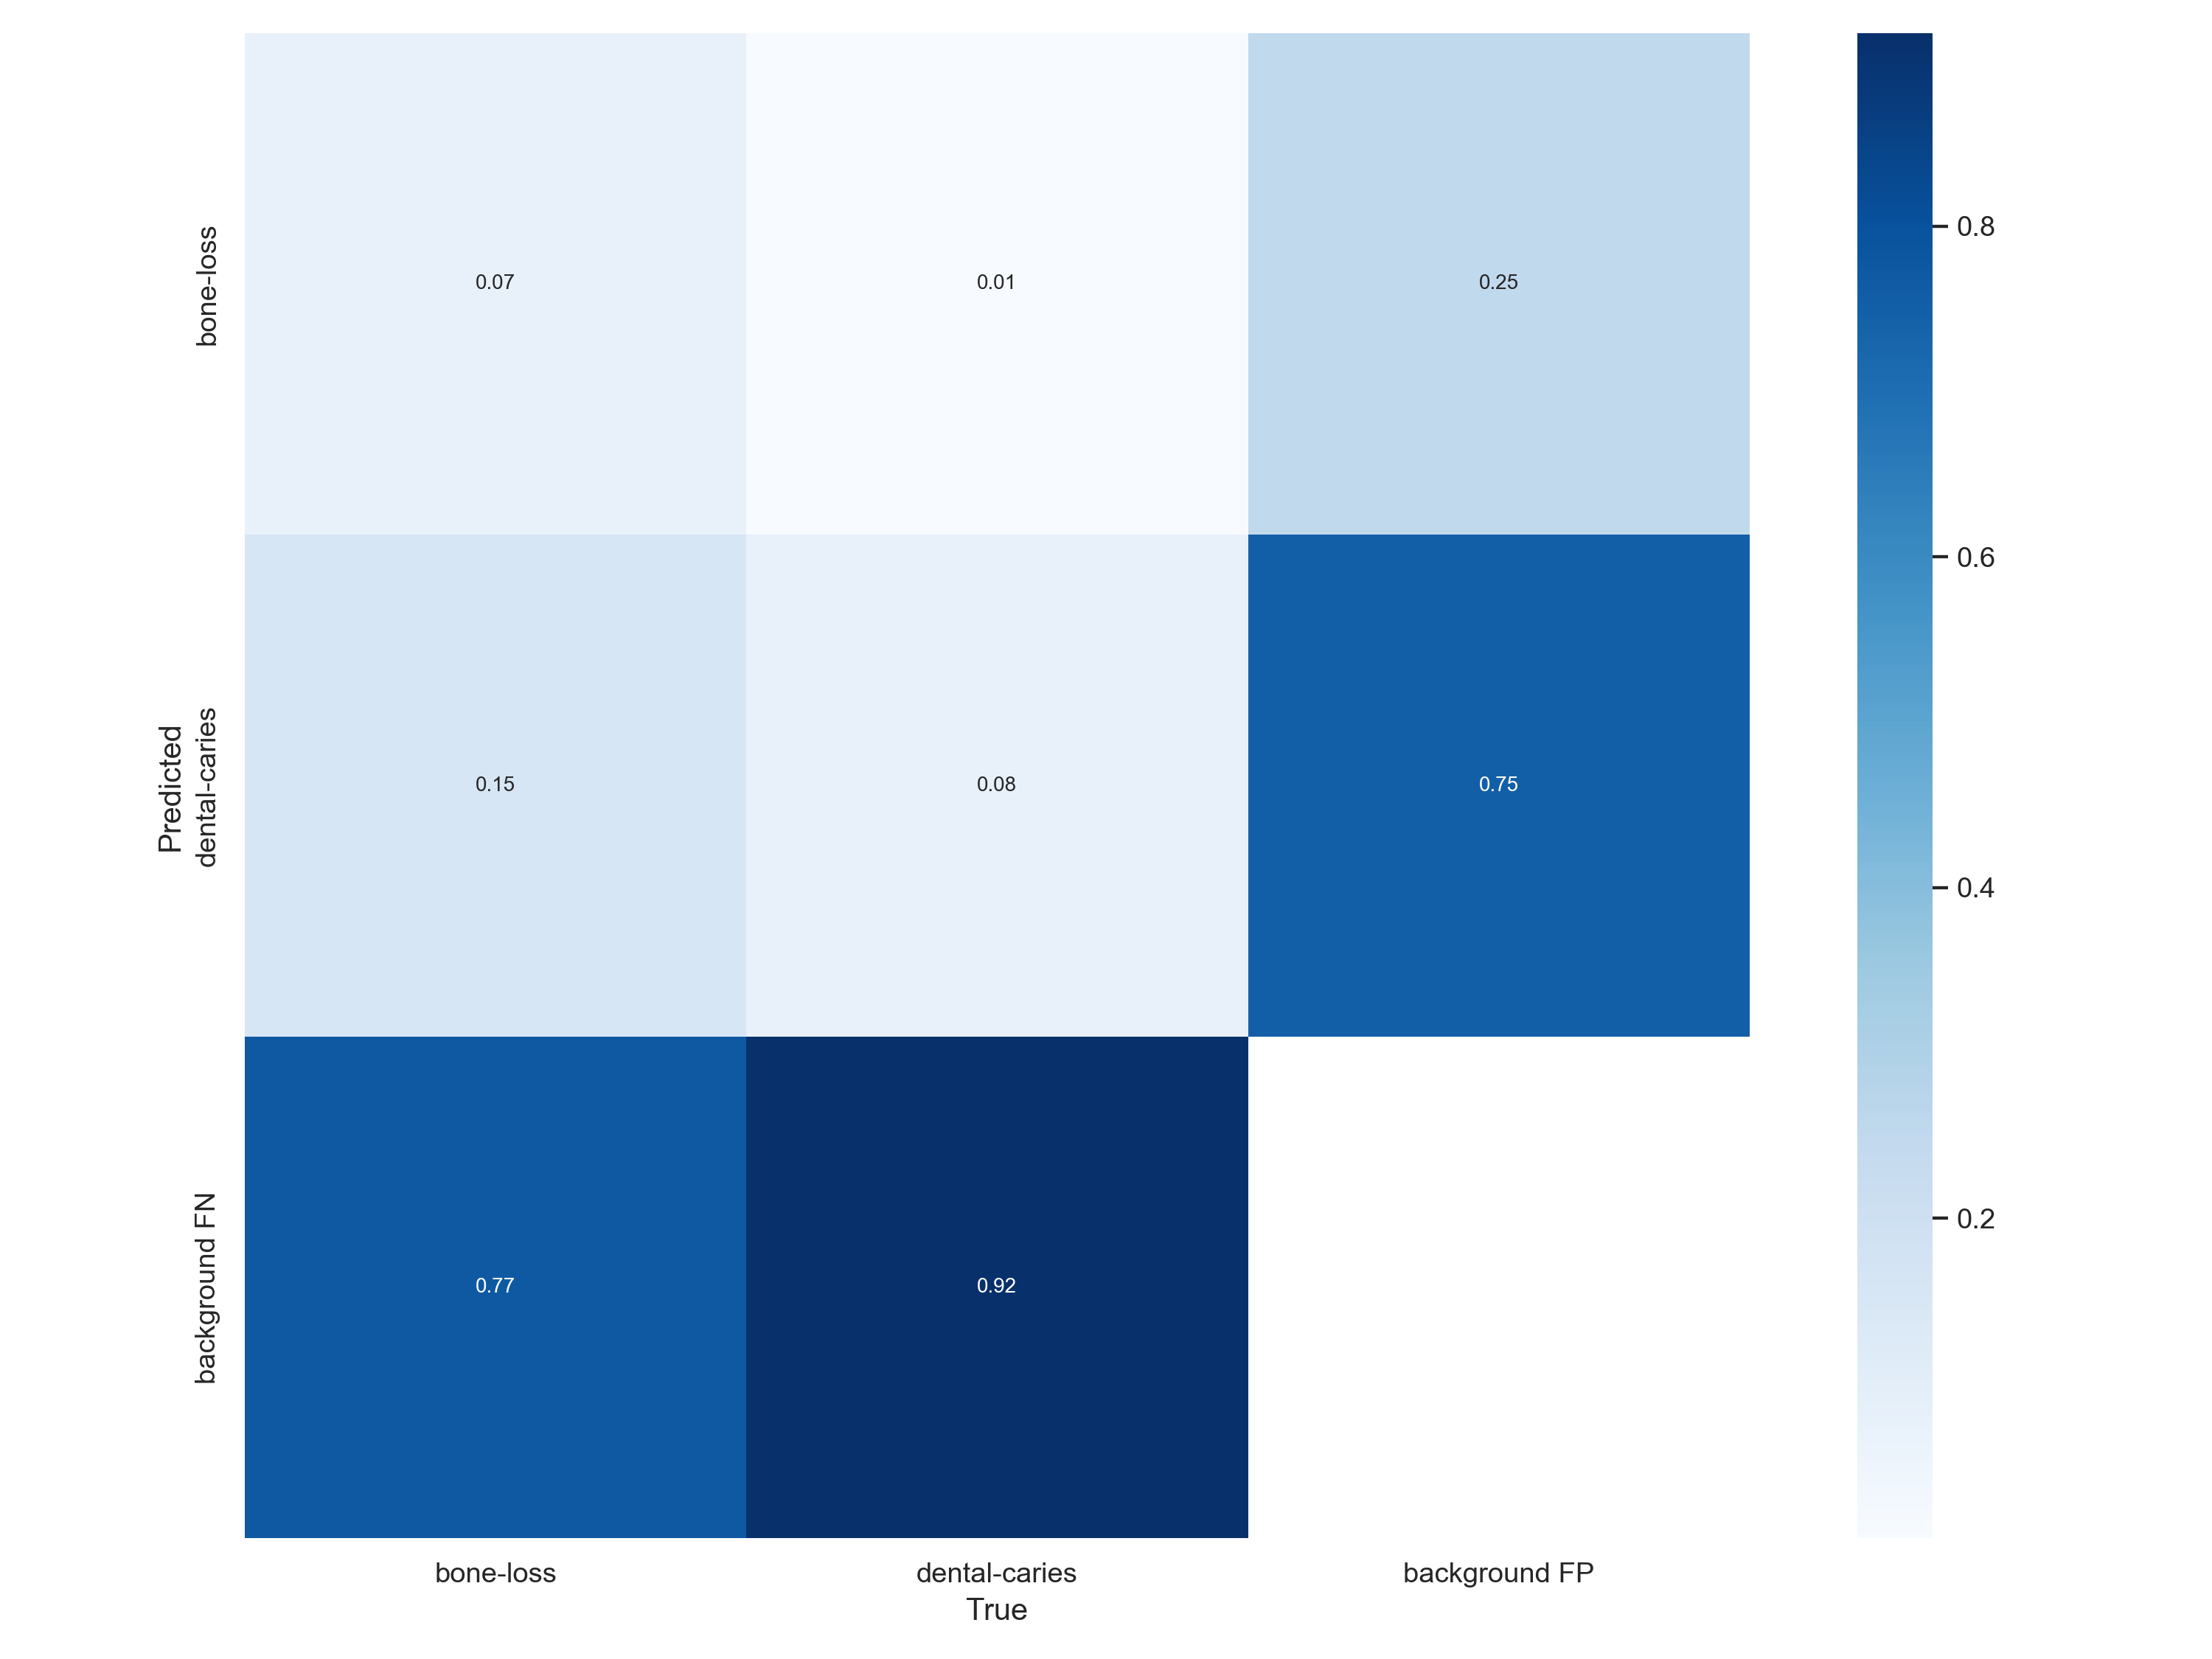 bone-loss
0.07 0.01 0.25
0.8
0.6
Predicted
dental-caries
0.15 0.08 0.75
0.4
background FN
0.77 0.92
0.2
bone-loss dental-caries background FP
True